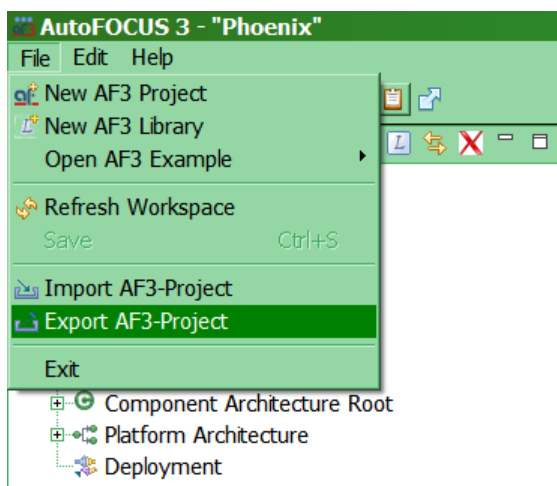 AutoFOCUS 3 - "Phoenix"
File Edit Help
New AF3 Project
New AF3 Library
Open AF3 Example
Refresh Workspace
Save Ctrl+S
Import AF3-Project
Export AF3-Project
Exit
Component Architecture Root
Platform Architecture
Deployment